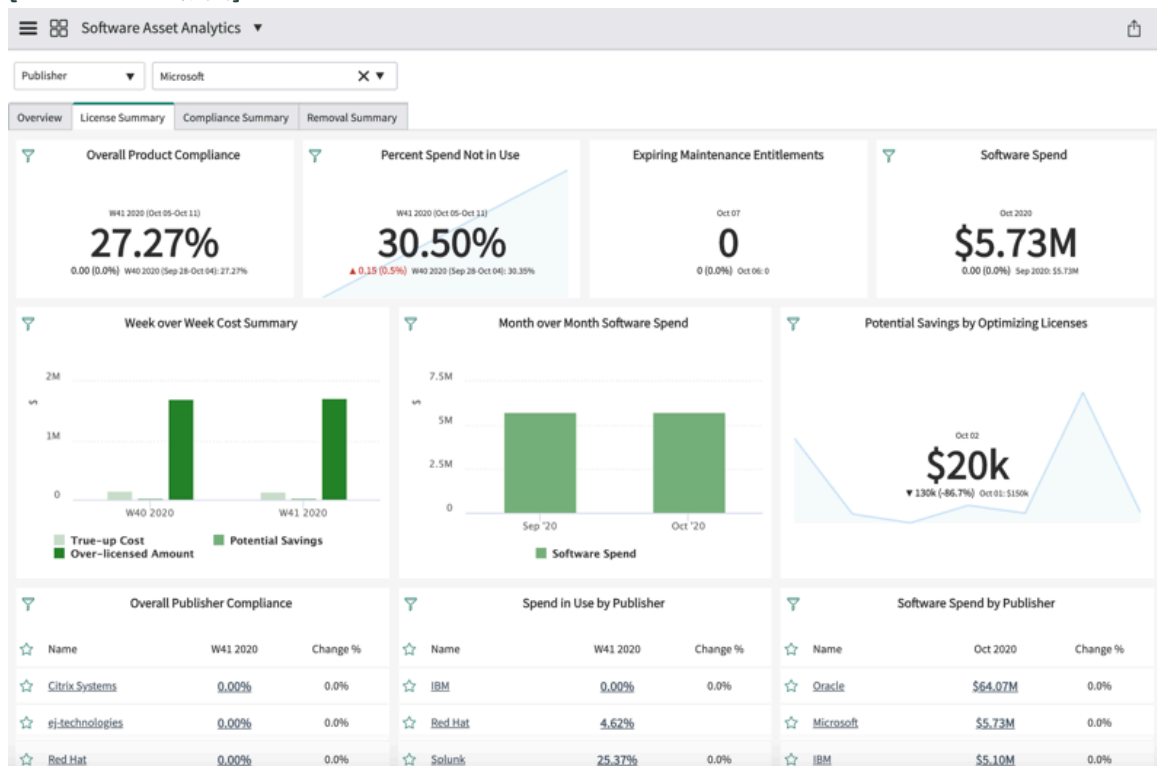 Software Asset Analytics ▼
Publisher ▼ Microsoft X ▼
Overview License Summary Compliance Summary Removal Summary
Overall Product Compliance
W41 2020 (Oct 05-Oct 11)
27.27%
0.00 (0.0%) W40 2020 (Sep 28-Oct 04): 27.27%
Percent Spend Not in Use
W41 2020 (Oct 05-Oct 11)
30.50%
▲ 0.15 (0.5%) W40 2020 (Sep 28-Oct 04): 30.35%
Expiring Maintenance Entitlements
Oct 07
0
0 (0.0%) Oct 06: 0
Software Spend
Oct 2020
$5.73M
0.00 (0.0%) Sep 2020: $5.73M
Week over Week Cost Summary
2M
$
1M
0
W40 2020 W41 2020
True-up Cost Potential Savings
Over-licensed Amount
Month over Month Software Spend
7.5M
$
5M
2.5M
0
Sep '20 Oct '20
Software Spend
Potential Savings by Optimizing Licenses
Oct 02
$20k
▼ 130k (-86.7%) Oct 01: $150k
Overall Publisher Compliance
Name W41 2020 Change %
Citrix Systems 0.00% 0.0%
ej-technologies 0.00% 0.0%
Red Hat 0.00% 0.0%
Spend in Use by Publisher
Name W41 2020 Change %
IBM 0.00% 0.0%
Red Hat 4.62%
Splunk 25.37% 0.0%
Software Spend by Publisher
Name Oct 2020 Change %
Oracle $64.07M 0.0%
Microsoft $5.73M 0.0%
IBM $5.10M 0.0%